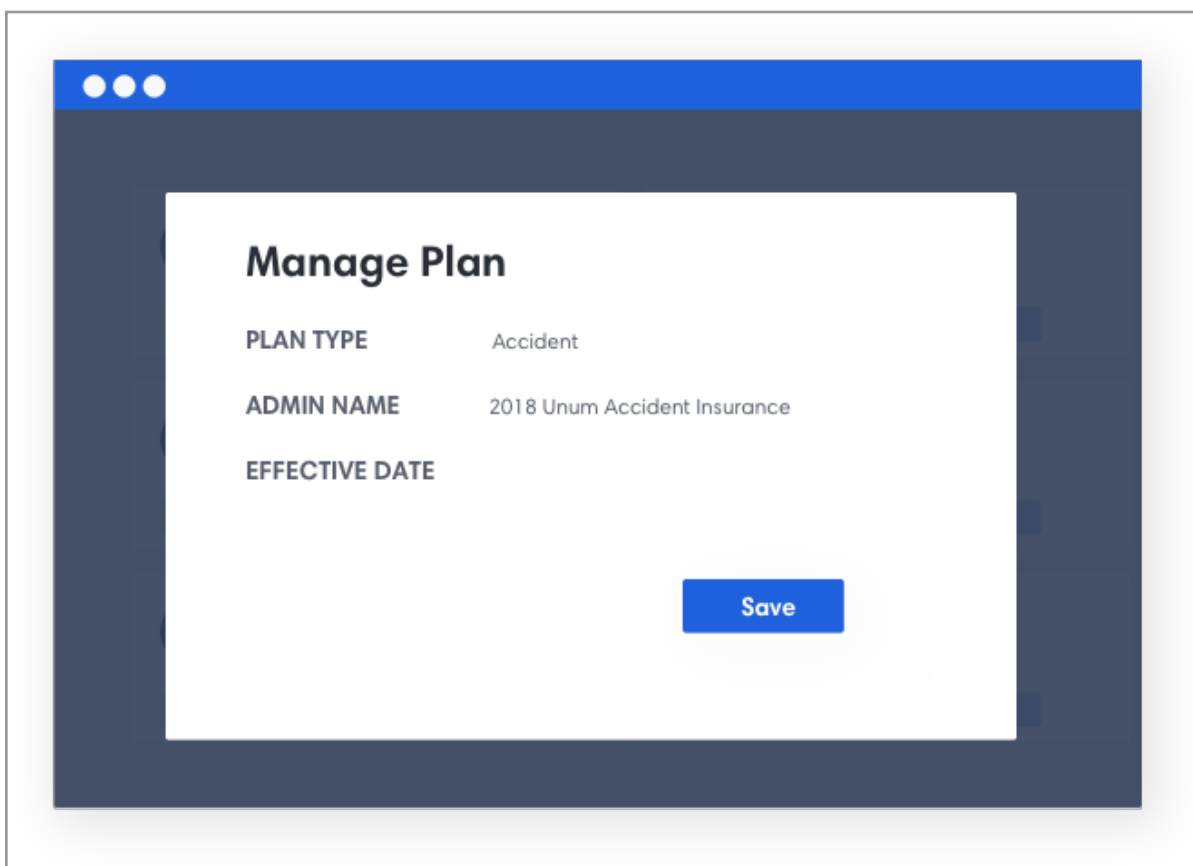 Manage Plan
PLAN TYPE Accident
ADMIN NAME 2018 Unum Accident Insurance
EFFECTIVE DATE
Save